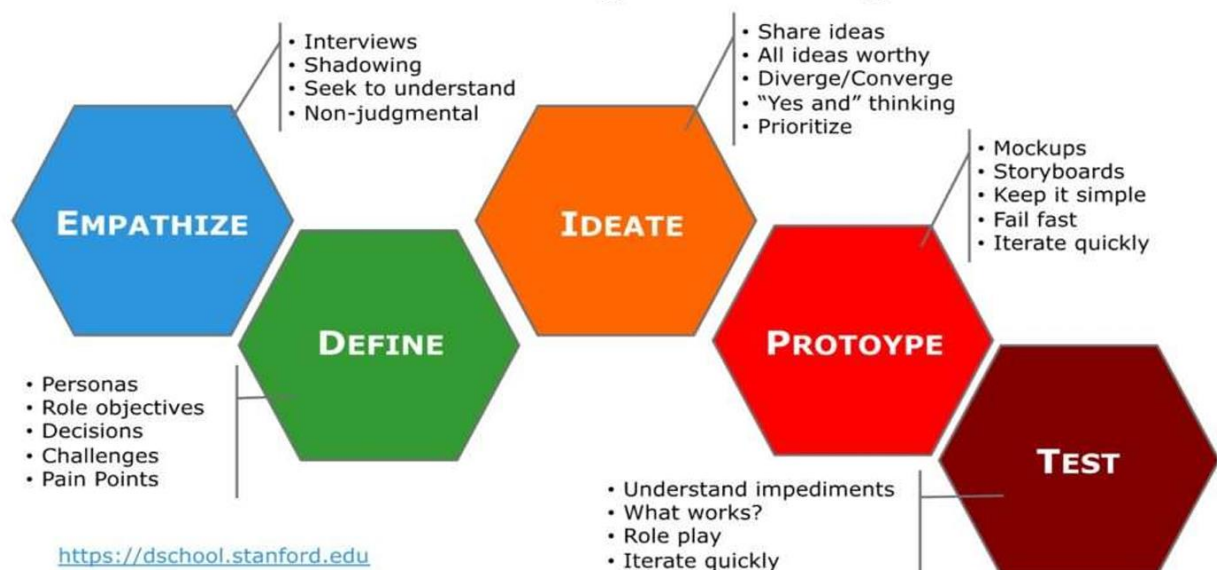 EMPATHIZE
• Interviews
• Shadowing
• Seek to understand
• Non-judgmental
DEFINE
• Personas
• Role objectives
• Decisions
• Challenges
• Pain Points
IDEATE
• Share ideas
• All ideas worthy
• Diverge/Converge
• “Yes and” thinking
• Prioritize
PROTOYPE
• Mockups
• Storyboards
• Keep it simple
• Fail fast
• Iterate quickly
TEST
• Understand impediments
• What works?
• Role play
• Iterate quickly
https://dschool.stanford.edu